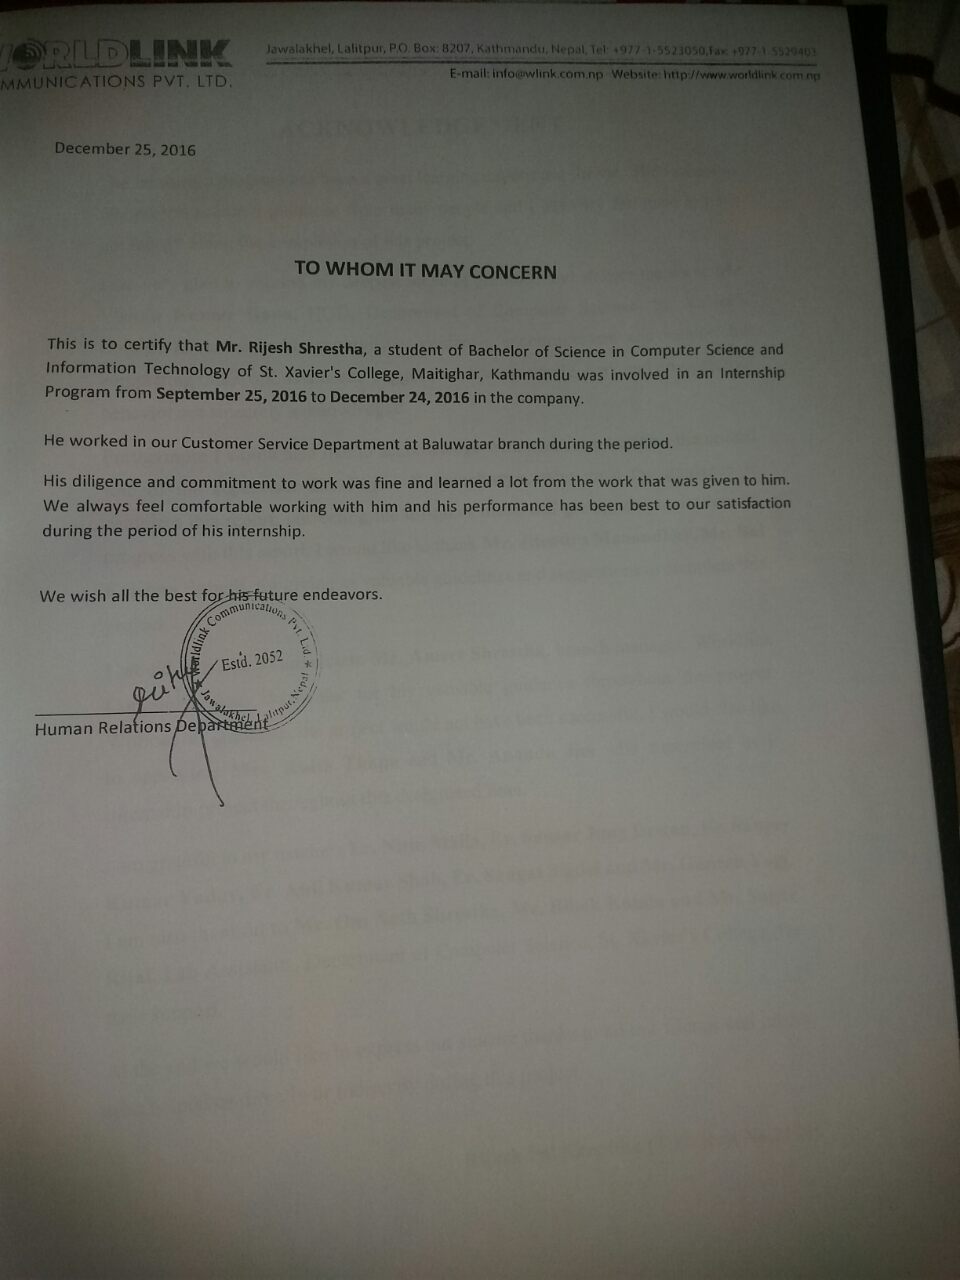 WORLDLINK
MMUNICATIONS PVT. LTD.
Jawalakhel, Lalitpur, P.O. Box: 8207, Kathmandu, Nepal, Tel: +977-1-5523050, Fax: +977-1-5529403
E-mail: info@wlink.com.np Website: http://www.worldlink.com.np
December 25, 2016
TO WHOM IT MAY CONCERN
This is to certify that Mr. Rijesh Shrestha, a student of Bachelor of Science in Computer Science and
Information Technology of St. Xavier's College, Maitighar, Kathmandu was involved in an Internship
Program from September 25, 2016 to December 24, 2016 in the company.
He worked in our Customer Service Department at Baluwatar branch during the period.
His diligence and commitment to work was fine and learned a lot from the work that was given to him.
We always feel comfortable working with him and his performance has been best to our satisfaction
during the period of his internship.
We wish all the best for his future endeavors.
Worldlink Communications Pvt. Ltd.
Estd. 2052
Jawalakhel, Lalitpur, Nepal
Human Relations Department